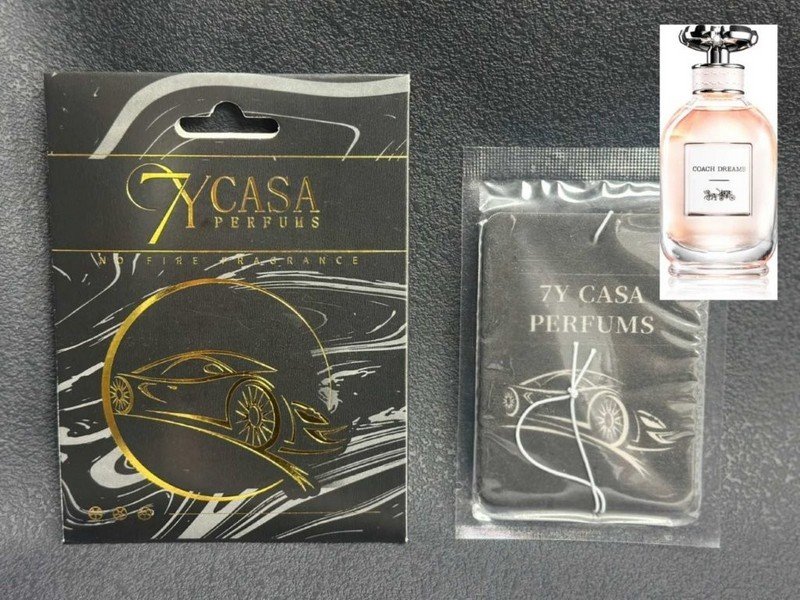 7YCASA
PERFUMS
NO FIRE FRAGRANCE
7Y CASA
PERFUMS
COACH DREAMS